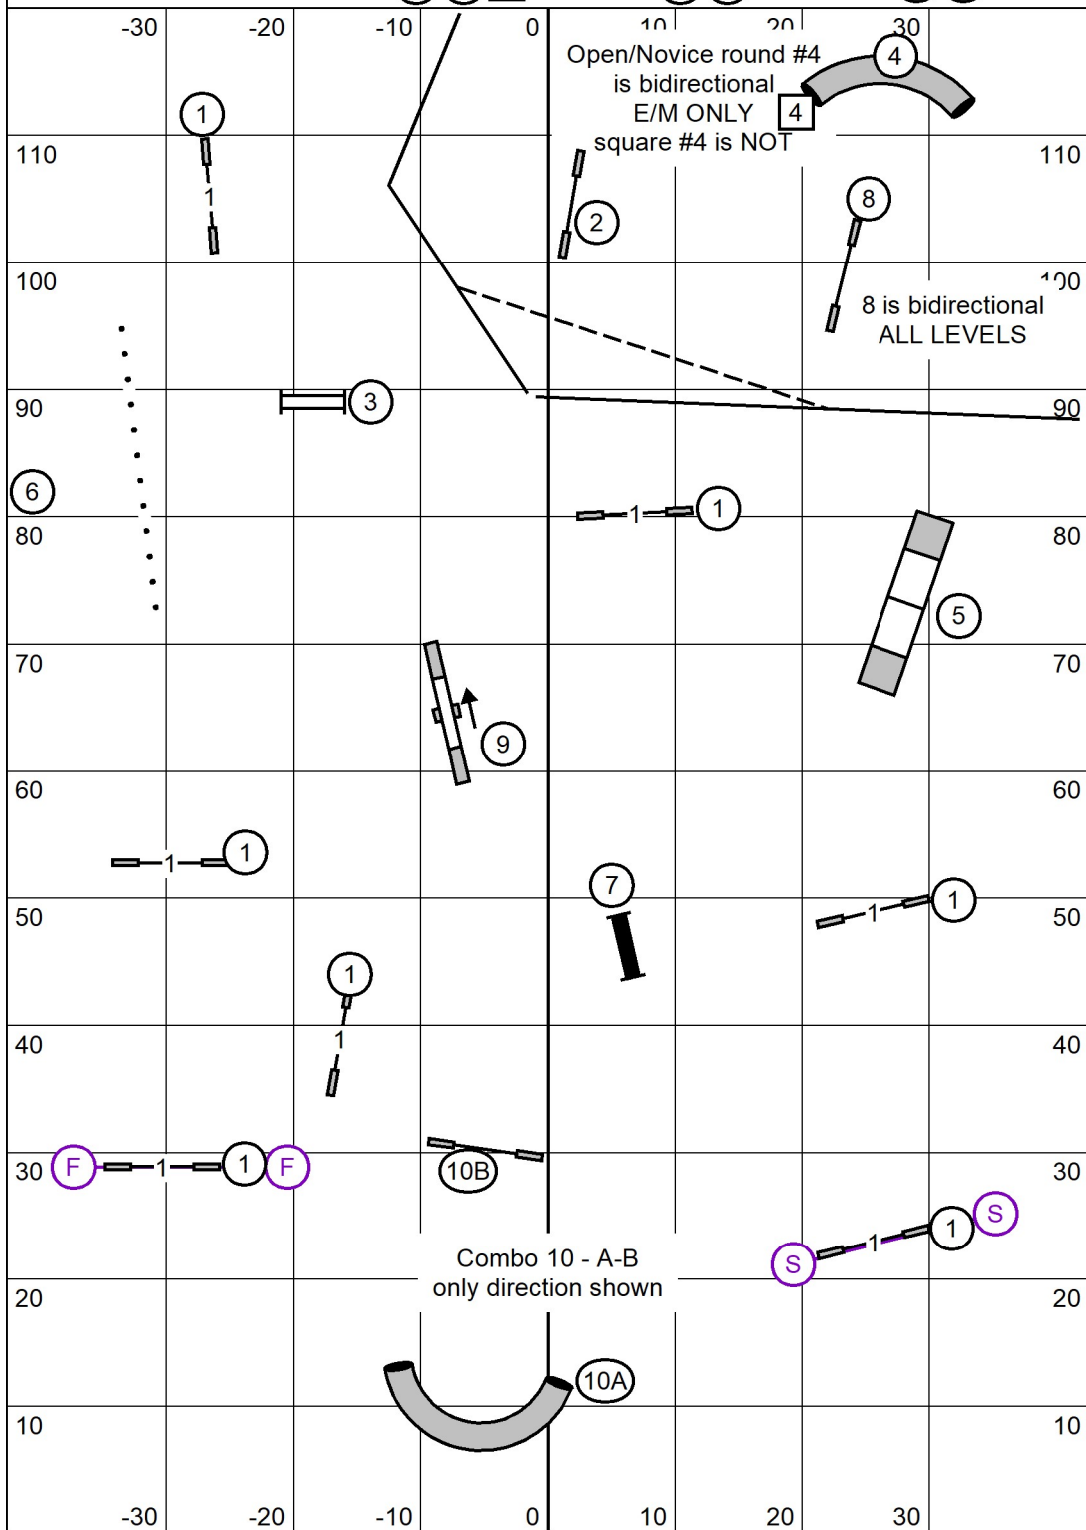 -30 -20 -10 0 10 20 30
Open/Novice round #4
is bidirectional
E/M ONLY
square #4 is NOT
4
4
1
110 110
1
2
8
100 100
8 is bidirectional
ALL LEVELS
3
90 90
6
1 1
80 80
5
70 70
9
60 60
1 1
7
1 1
50 50
1
1
40 40
F 1 1 F
10B
30 30
S 1 1 S
Combo 10 - A-B
only direction shown
20 20
10A
10 10
-30 -20 -10 0 10 20 30